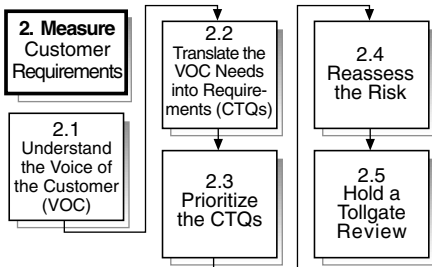 2. Measure
Customer
Requirements
2.1
Understand
the Voice of
the Customer
(VOC)
2.2
Translate the
VOC Needs
into Require-
ments (CTQs)
2.3
Prioritize
the CTQs
2.4
Reassess
the Risk
2.5
Hold a
Tollgate
Review